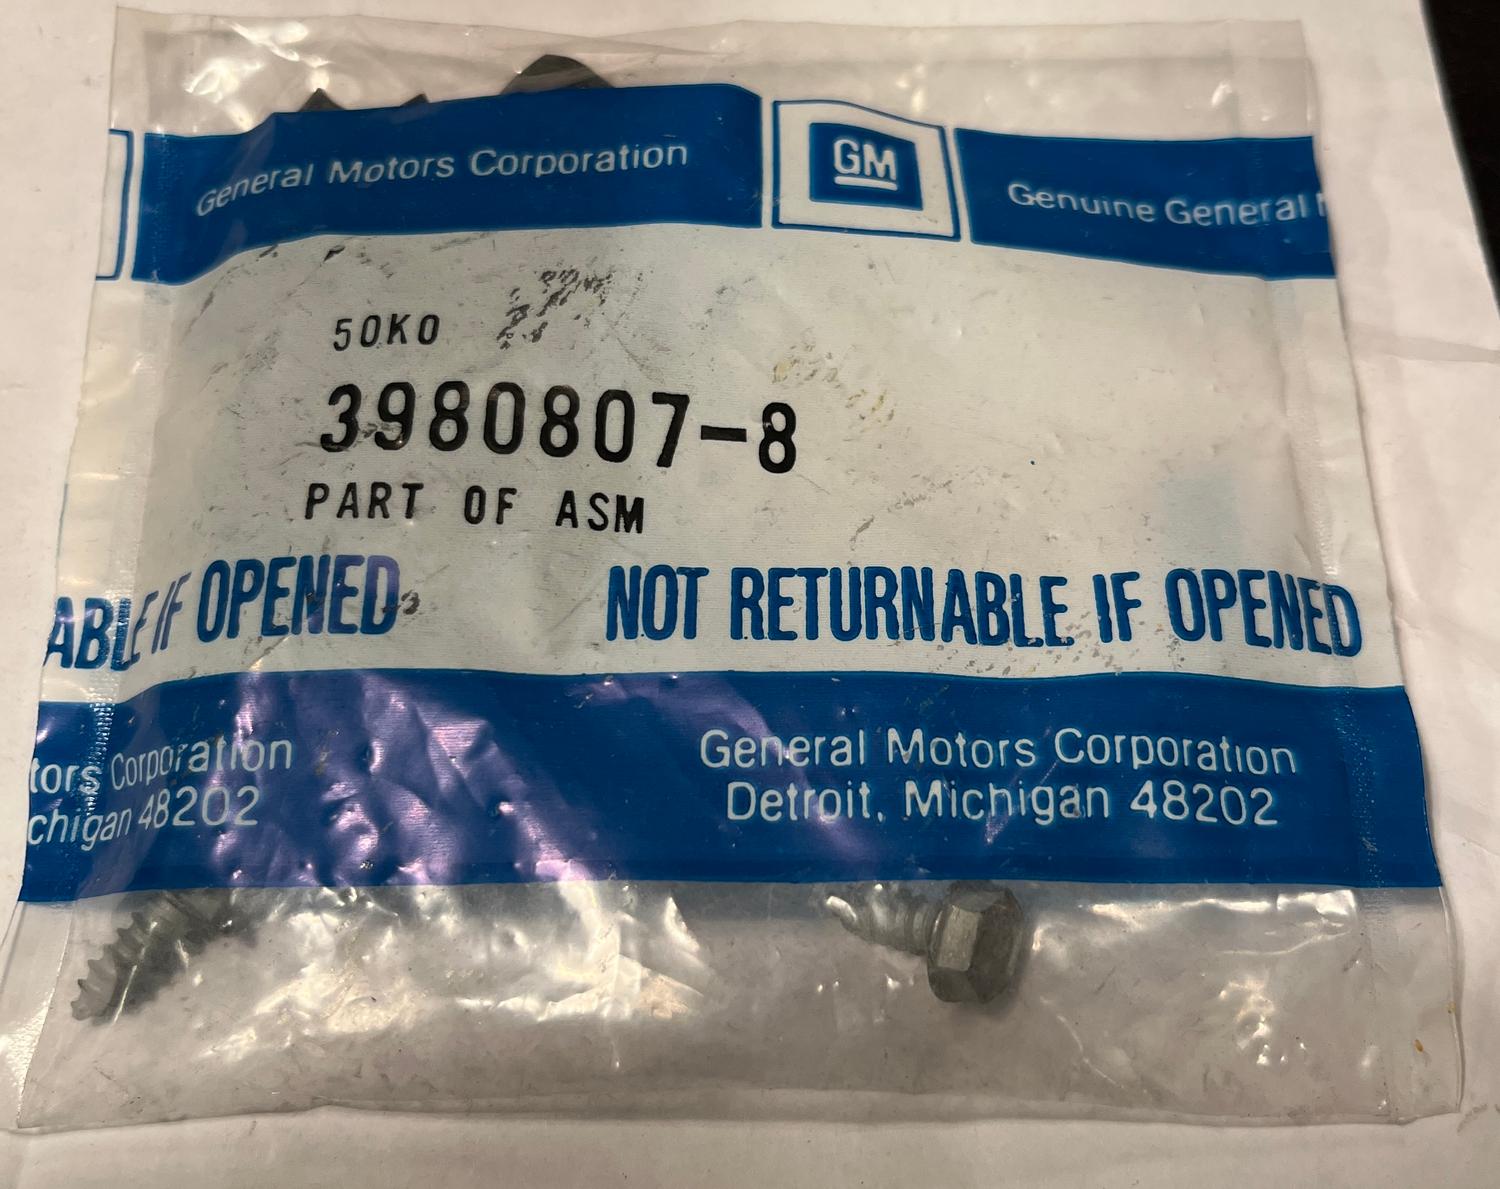 General Motors Corporation
GM
Genuine General
50KO
3980807-8
PART OF ASM
ABLE IF OPENED
NOT RETURNABLE IF OPENED
tors Corporation
chigan 48202
General Motors Corporation
Detroit, Michigan 48202